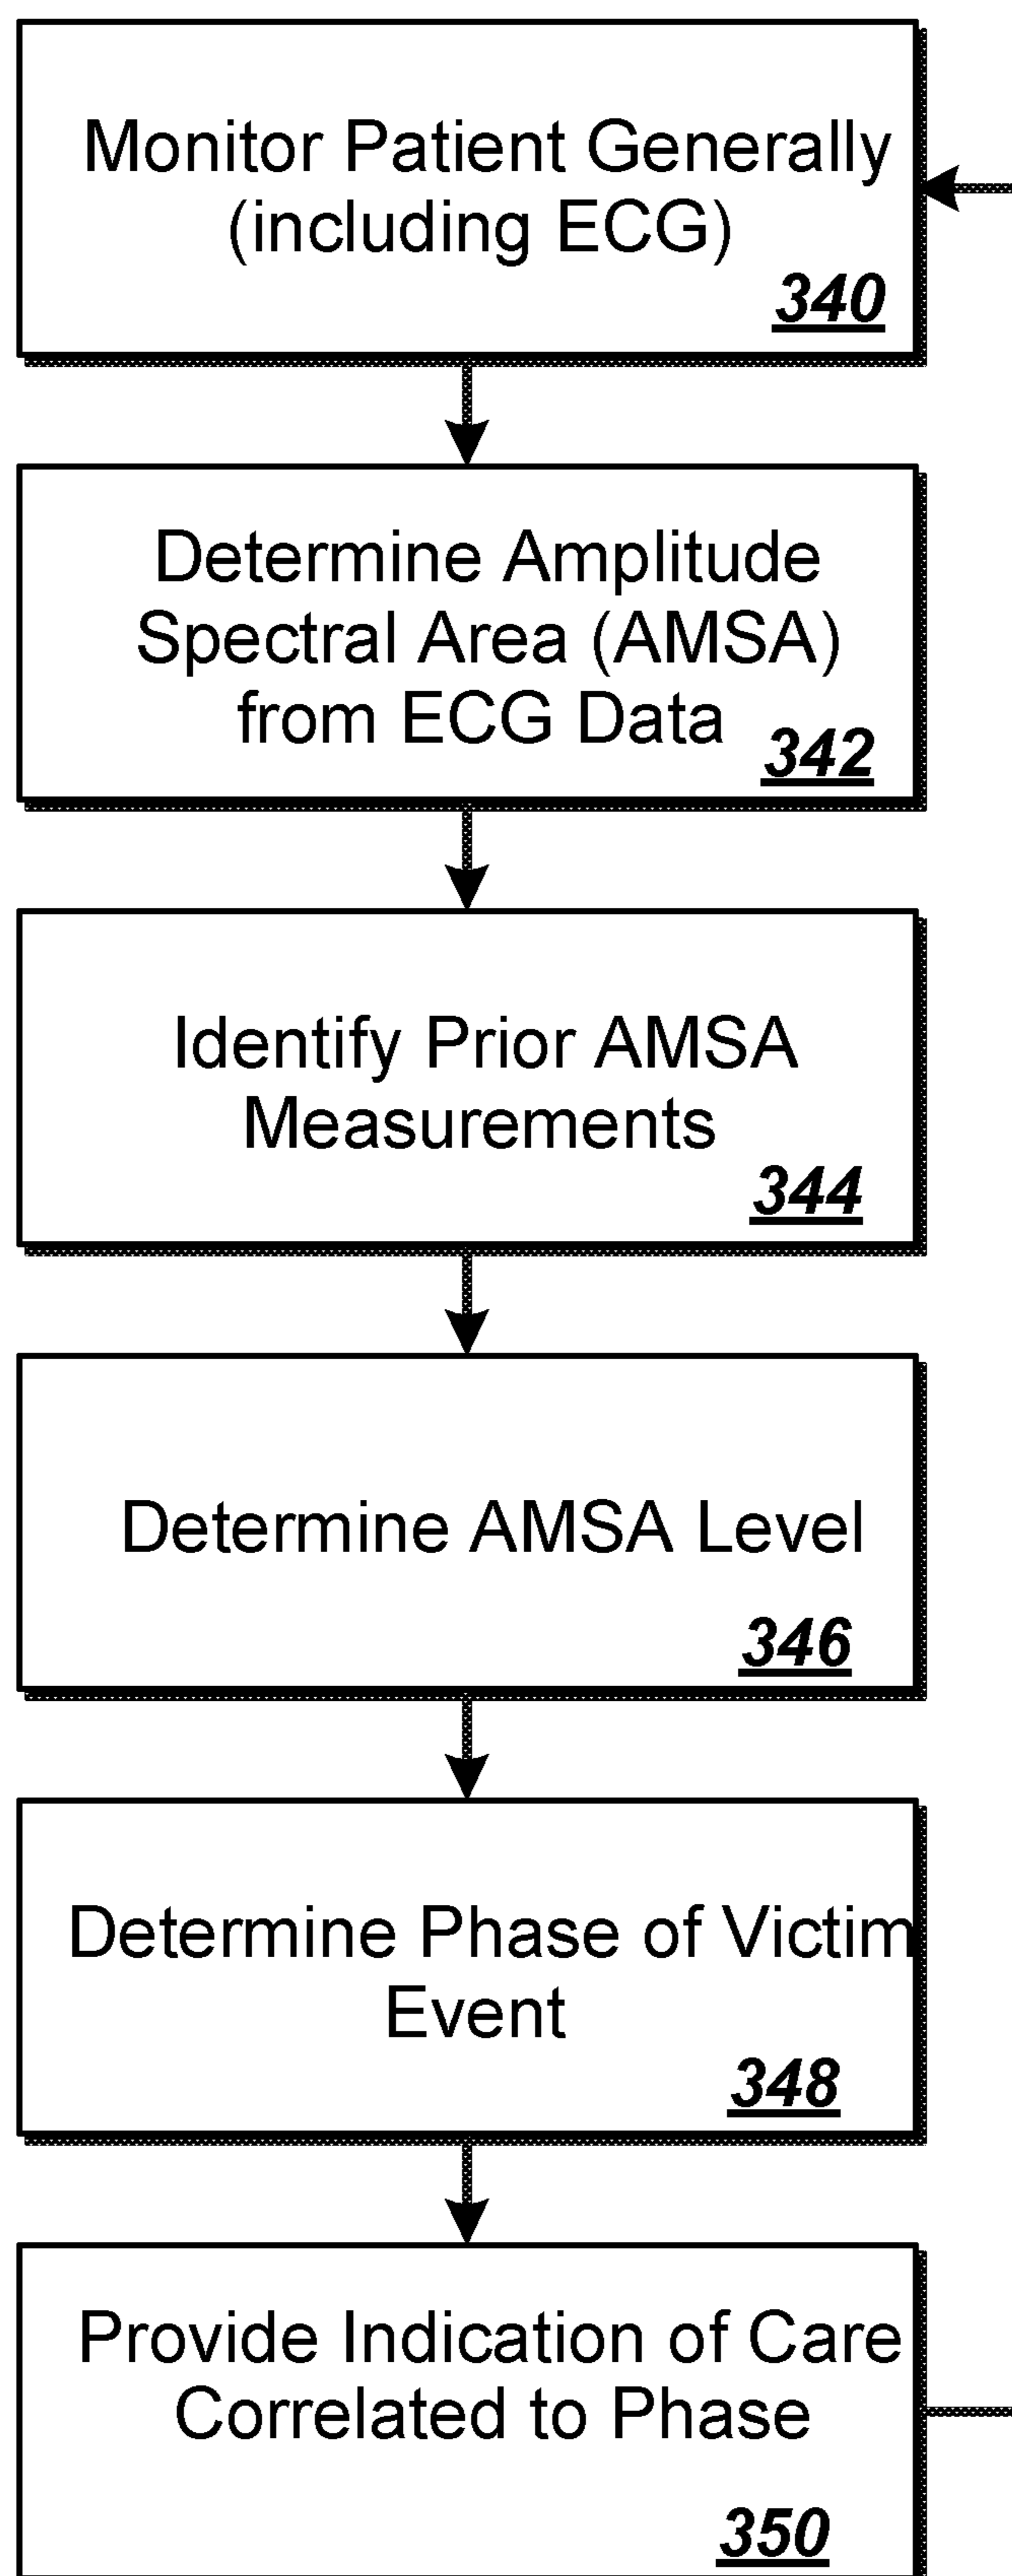 Monitor Patient Generally
(including ECG)
340
Determine Amplitude
Spectral Area (AMSA)
from ECG Data
342
Identify Prior AMSA
Measurements
344
Determine AMSA Level
346
Determine Phase of Victim
Event
348
Provide Indication of Care
Correlated to Phase
350